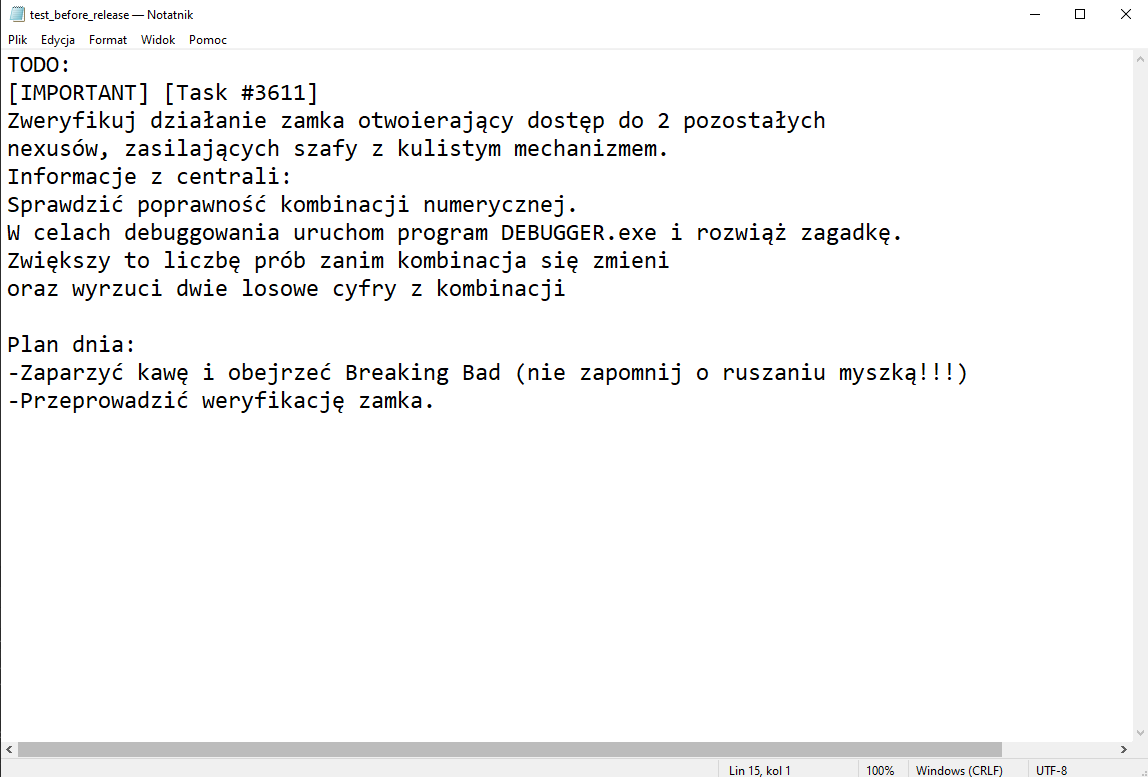 test_before_release — Notatnik
Plik Edycja Format Widok Pomoc
TODO:
[IMPORTANT] [Task #3611]
Zweryfikuj działanie zamka otwoierający dostęp do 2 pozostałych
nexusów, zasilających szafy z kulistym mechanizmem.
Informacje z centrali:
Sprawdzić poprawność kombinacji numerycznej.
W celach debuggowania uruchom program DEBUGGER.exe i rozwiąż zagadkę.
Zwiększy to liczbę prób zanim kombinacja się zmieni
oraz wyrzuci dwie losowe cyfry z kombinacji
Plan dnia:
-Zaparzyć kawę i obejrzeć Breaking Bad (nie zapomnij o ruszaniu myszką!!!)
-Przeprowadzić weryfikację zamka.
Lin 15, kol 1 100% Windows (CRLF) UTF-8